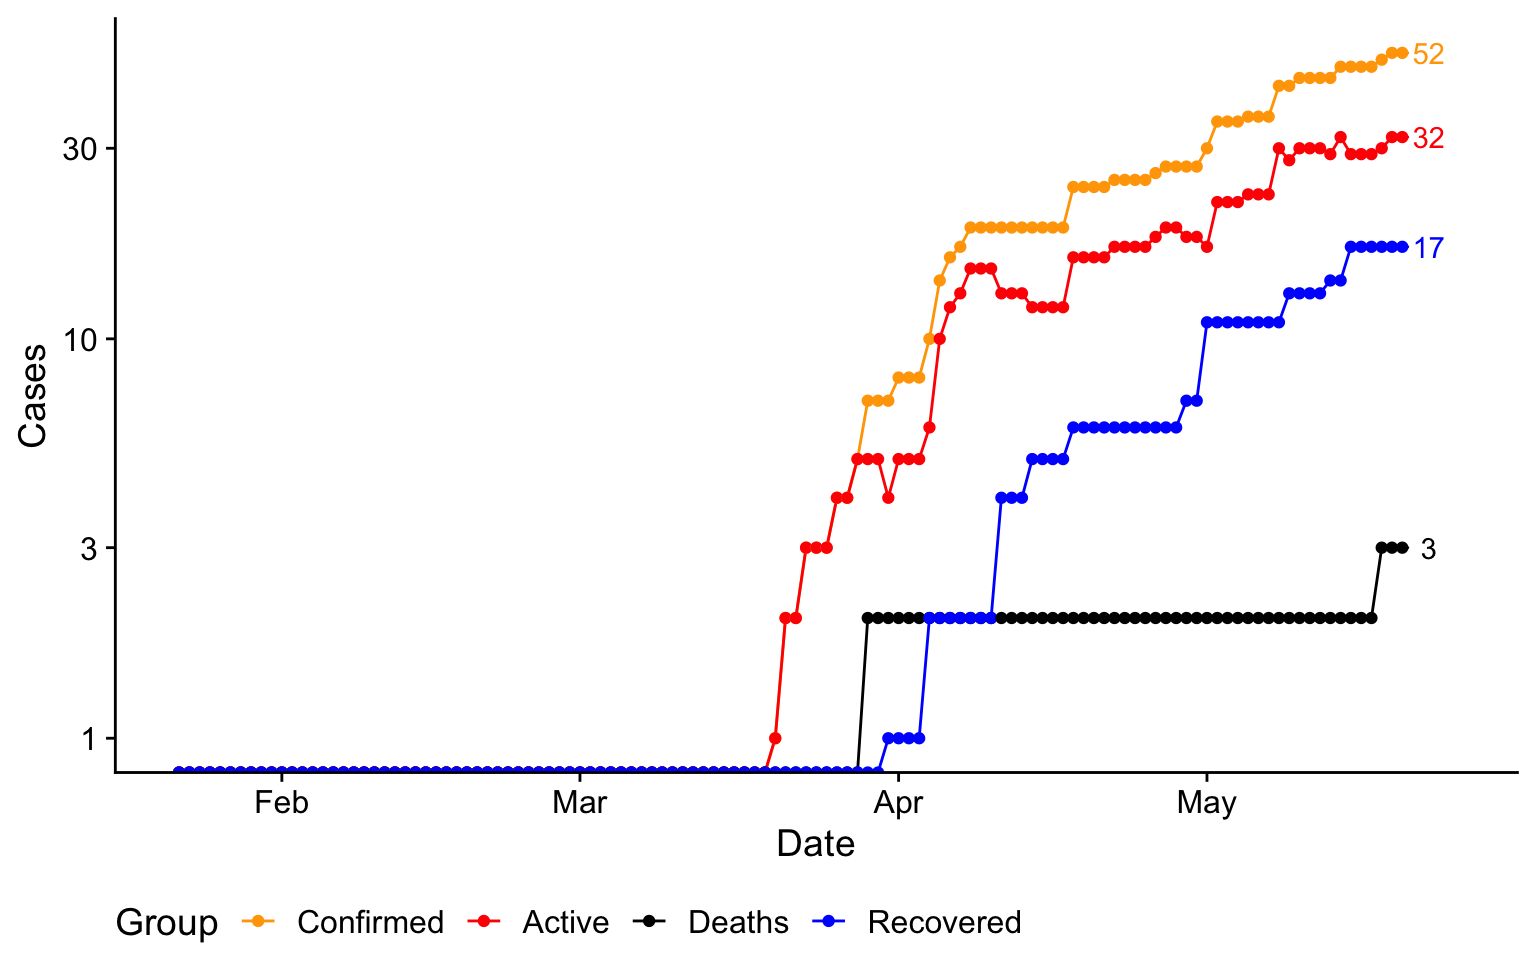 52
32
17
3
30
10
3
1
Cases
Feb Mar Apr May
Date
Group Confirmed Active Deaths Recovered